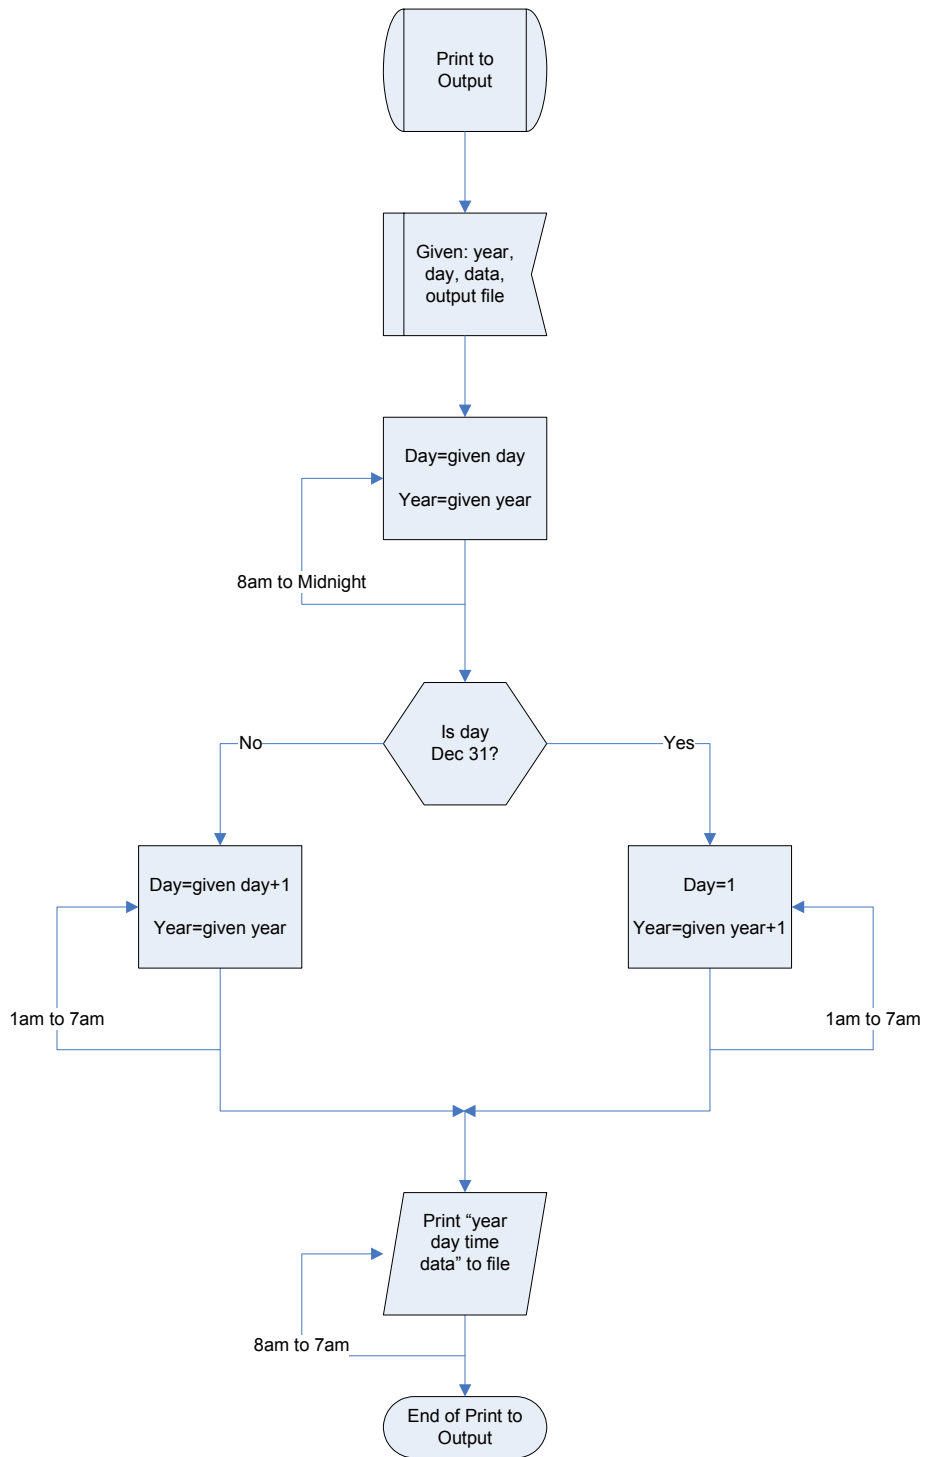 Print to
Output
Given: year,
day, data,
output file
Day=given day
Year=given year
8am to Midnight
Is day
Dec 31?
No
Yes
Day=given day+1
Year=given year
Day=1
Year=given year+1
1am to 7am
1am to 7am
Print “year
day time
data” to file
8am to 7am
End of Print to
Output